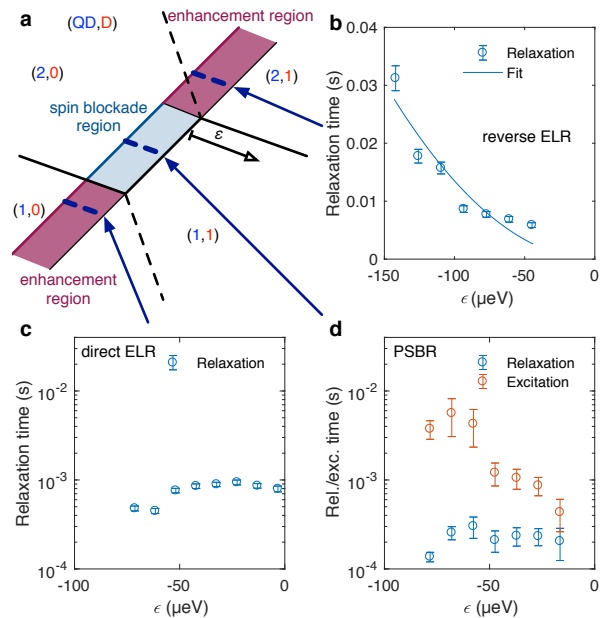 a
(QD,D)
enhancement region
(2,0)
(2,1)
spin blockade
region
ε
(1,0)
(1,1)
enhancement
region
b
0.04
0.03
0.02
0.01
0
Relaxation time (s)
Relaxation
Fit
reverse ELR
-150
-100
-50
0
ϵ (μeV)
c
direct ELR
Relaxation
10-2
10-3
10-4
Relaxation time (s)
-100
-50
0
ϵ (μeV)
d
PSBR
Relaxation
Excitation
10-2
10-3
10-4
Rel./exc. time (s)
-100
-50
0
ϵ (μeV)